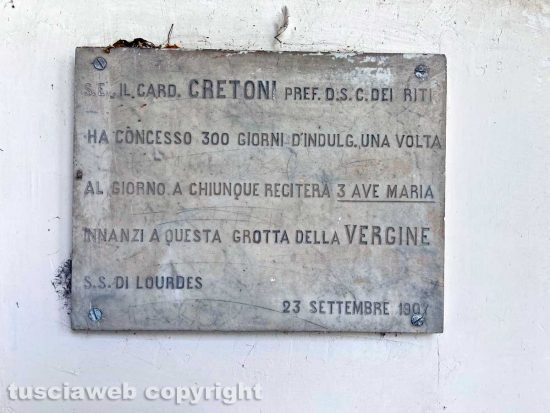 S.E. IL CARD. CRETONI PREF. D.S.C. DEI RITI
HA CONCESSO 300 GIORNI D'INDULG. UNA VOLTA
AL GIORNO A CHIUNQUE RECITERÀ 3 AVE MARIA
INNANZI A QUESTA GROTTA DELLA VERGINE
S.S. DI LOURDES
23 SETTEMBRE 1907
tusciaweb copyright